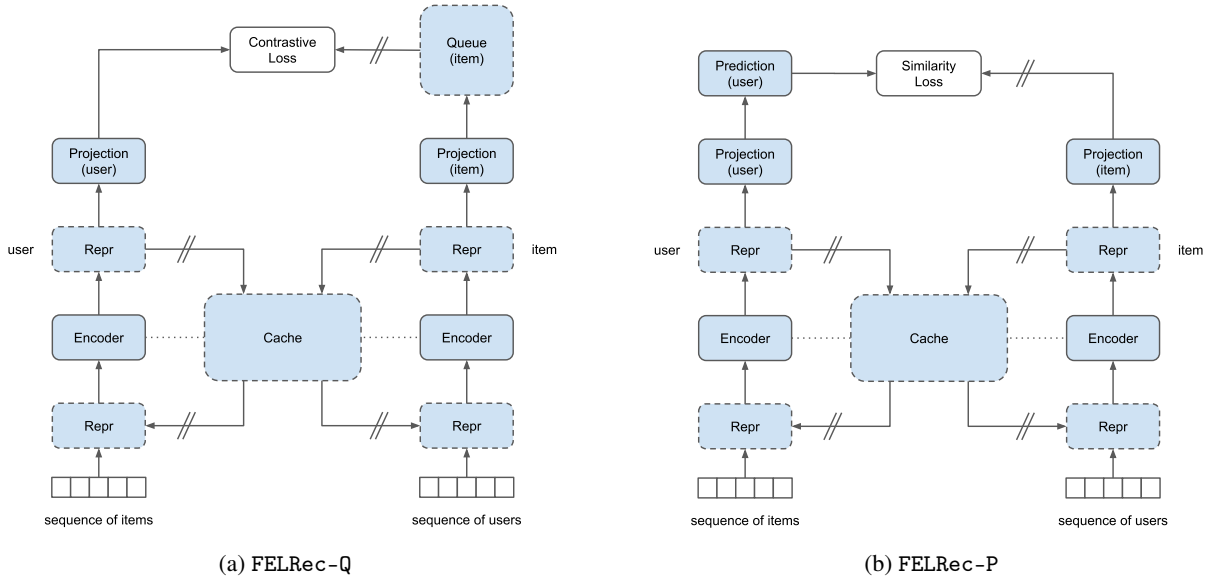 Contrastive
Loss
Queue
(item)
Projection
(user)
Projection
(item)
user
Repr
Repr
item
Encoder
Cache
Encoder
Repr
Repr
sequence of items
sequence of users
(a) FELRec-Q
Prediction
(user)
Similarity
Loss
Projection
(user)
Projection
(item)
user
Repr
Repr
item
Encoder
Cache
Encoder
Repr
Repr
sequence of items
sequence of users
(b) FELRec-P